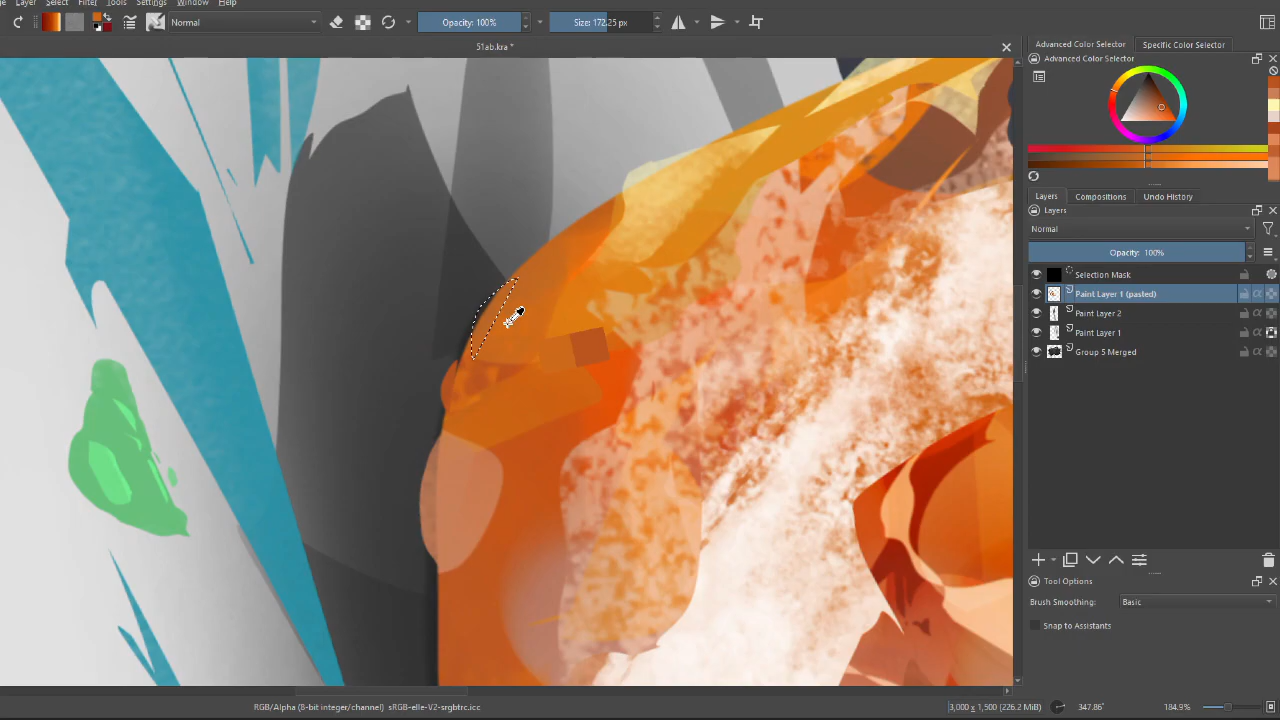 Layer Select Filter Tools Settings Window Help
Normal
Opacity: 100%
Size: 172.25 px
51ab.kra *
Advanced Color Selector
Specific Color Selector
Advanced Color Selector
Layers
Compositions
Undo History
Layers
Normal
Opacity: 100%
Selection Mask
Paint Layer 1 (pasted)
Paint Layer 2
Paint Layer 1
Group 5 Merged
Tool Options
Brush Smoothing:
Basic
Snap to Assistants
RGB/Alpha (8-bit integer/channel) sRGB-elle-V2-srgbtrc.icc
3,000 x 1,500 (226.2 MiB)
347.86°
184.9%